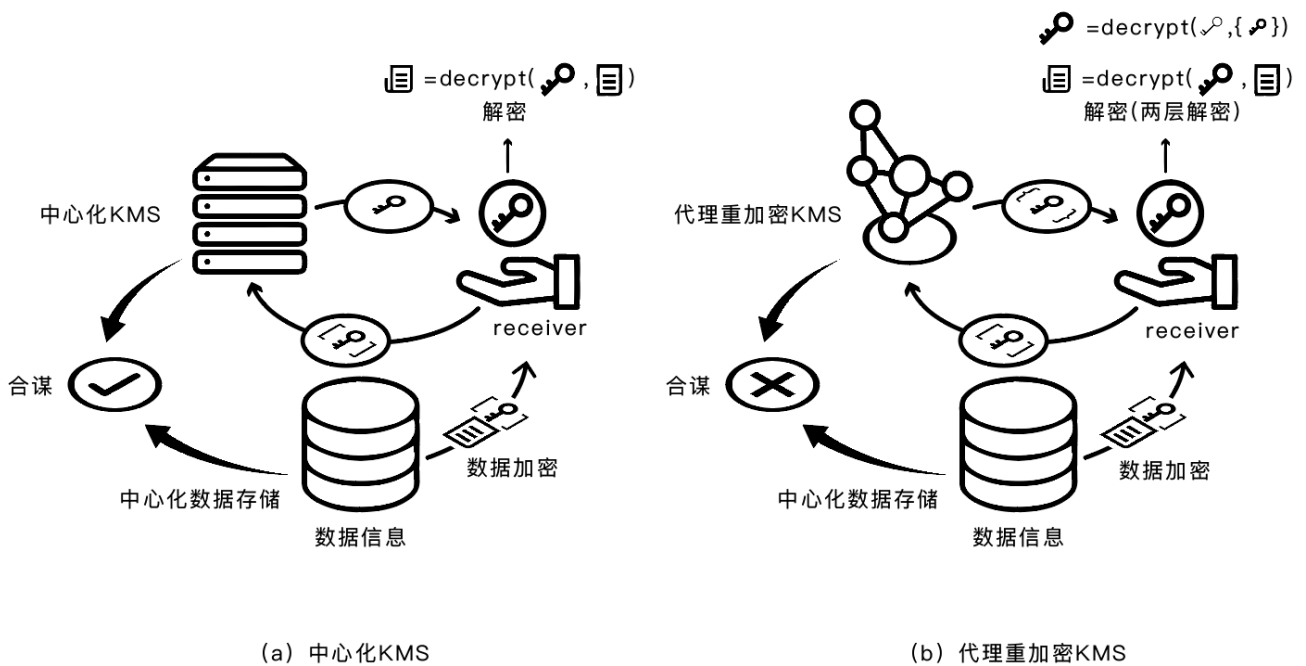 =decrypt( , )
解密
中心化KMS
receiver
合谋
数据加密
中心化数据存储
数据信息
(a) 中心化KMS
=decrypt( ,{ })
=decrypt( , )
解密(两层解密)
代理重加密KMS
receiver
合谋
数据加密
中心化数据存储
数据信息
(b) 代理重加密KMS